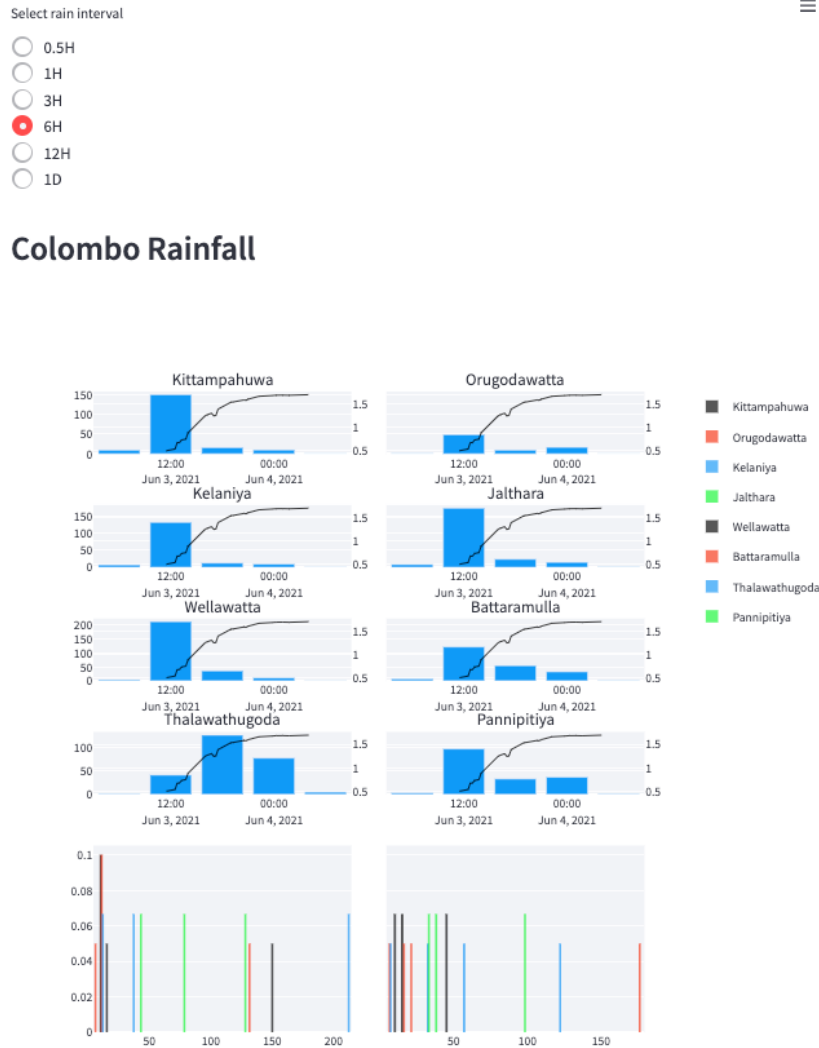 Select rain interval
0.5H
1H
3H
6H
12H
1D
Colombo Rainfall
Kittampahuwa
150
100
50
0
1.5
1
0.5
12:00
00:00
Jun 3, 2021
Jun 4, 2021
Orugodawatta
1.5
1
0.5
12:00
00:00
Jun 3, 2021
Jun 4, 2021
Kelaniya
150
100
50
0
1.5
1
0.5
12:00
00:00
Jun 3, 2021
Jun 4, 2021
Jalthara
1.5
1
0.5
12:00
00:00
Jun 3, 2021
Jun 4, 2021
Wellawatta
200
150
100
50
0
1.5
1
0.5
12:00
00:00
Jun 3, 2021
Jun 4, 2021
Battaramulla
1.5
1
0.5
12:00
00:00
Jun 3, 2021
Jun 4, 2021
Thalawathugoda
100
50
0
1.5
1
0.5
12:00
00:00
Jun 3, 2021
Jun 4, 2021
Pannipitiya
1.5
1
0.5
12:00
00:00
Jun 3, 2021
Jun 4, 2021
0.1
0.08
0.06
0.04
0.02
0
50
100
150
200
50
100
150
Kittampahuwa
Orugodawatta
Kelaniya
Jalthara
Wellawatta
Battaramulla
Thalawathugoda
Pannipitiya